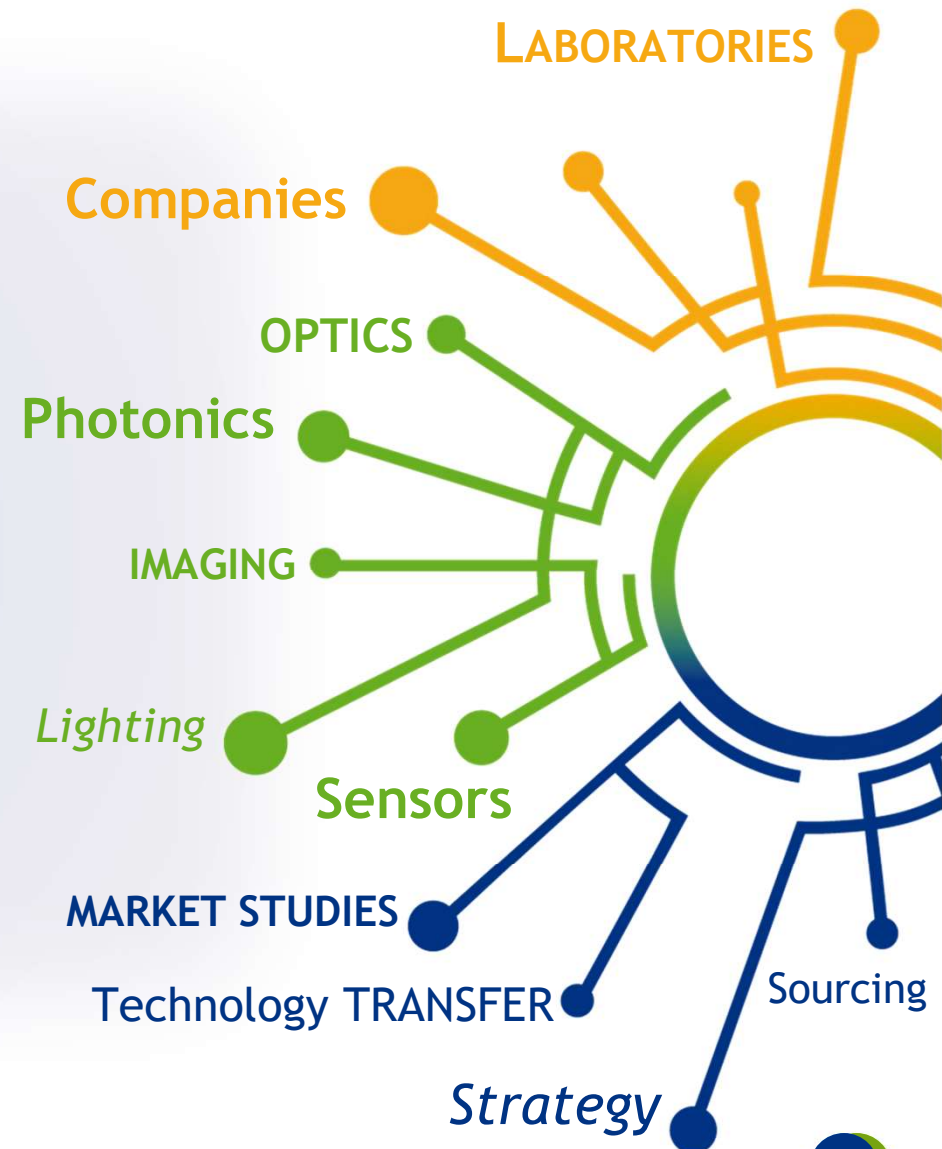 LABORATORIES
Companies
OPTICS
Photonics
IMAGING
Lighting
Sensors
MARKET STUDIES
Technology TRANSFER
Sourcing
Strategy